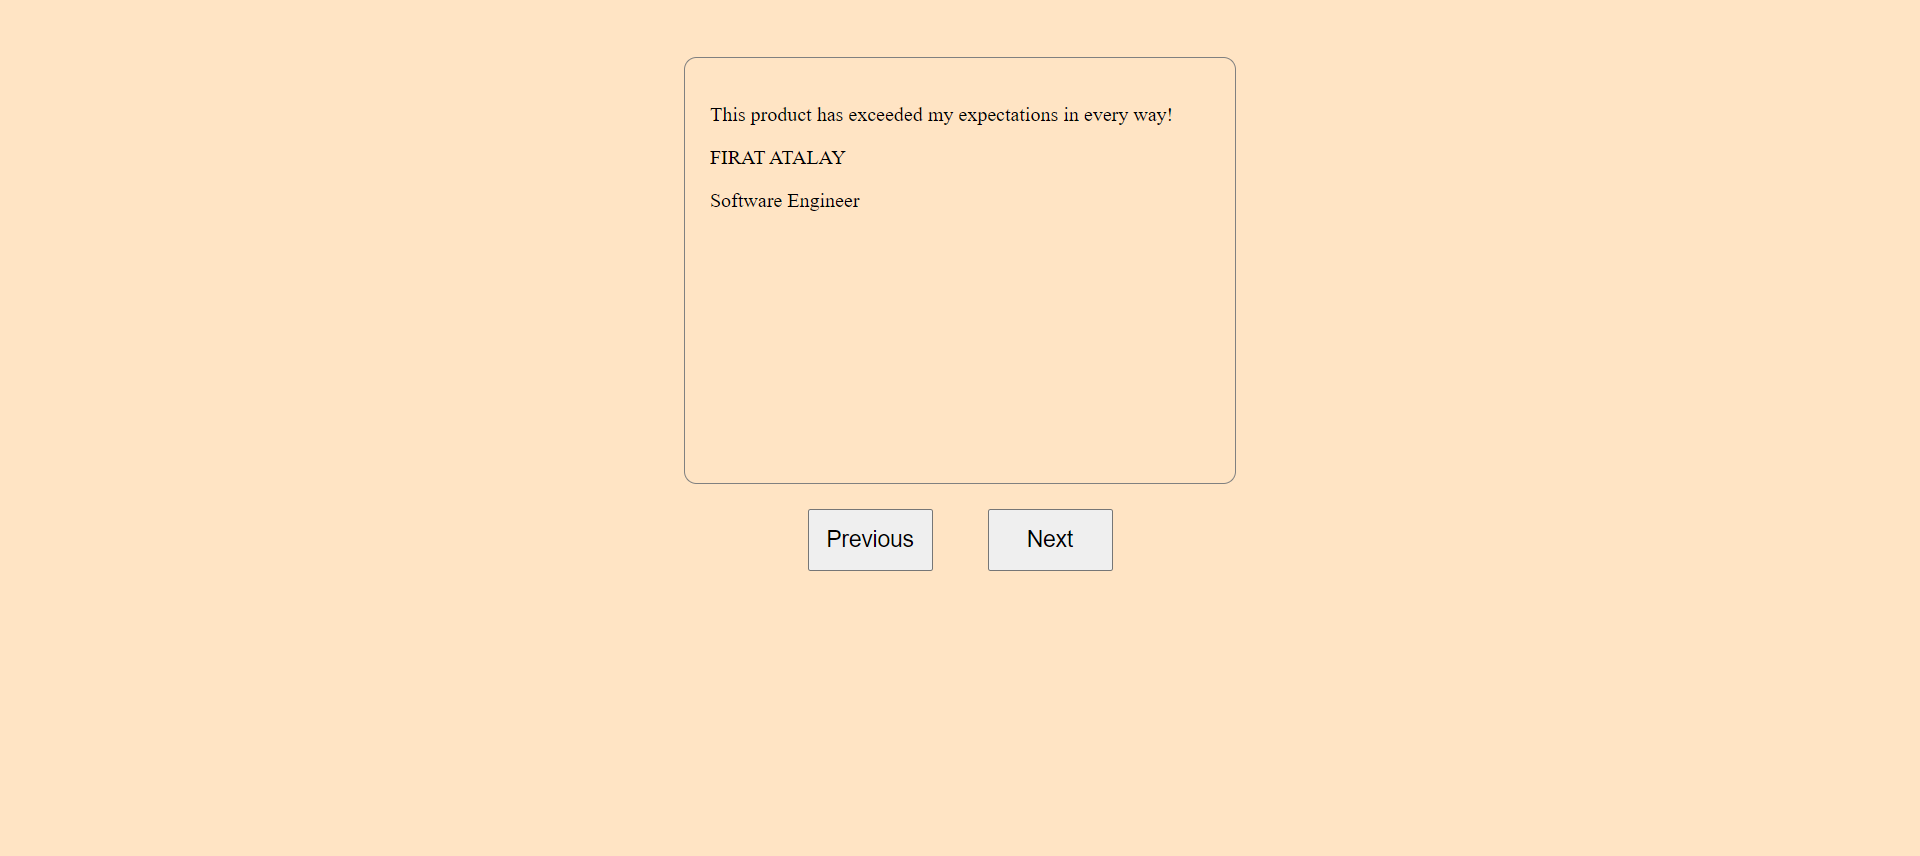 This product has exceeded my expectations in every way!
FIRAT ATALAY
Software Engineer
Previous
Next